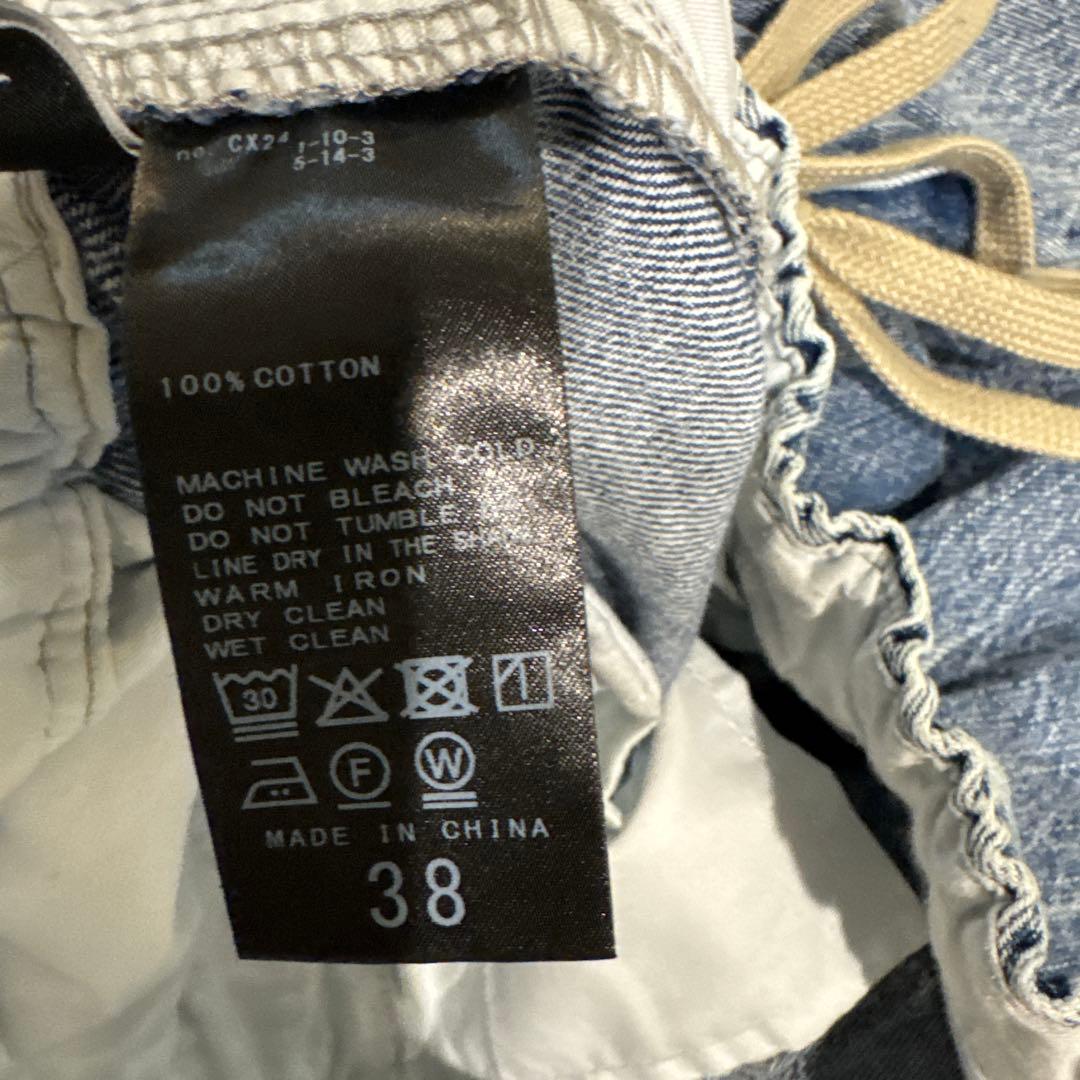 no. CX24
1-10-3
5-14-3
100% COTTON
MACHINE WASH COLD
DO NOT BLEACH
DO NOT TUMBLE
LINE DRY IN THE SHADE
WARM IRON
DRY CLEAN
WET CLEAN
30
F W
MADE IN CHINA
38